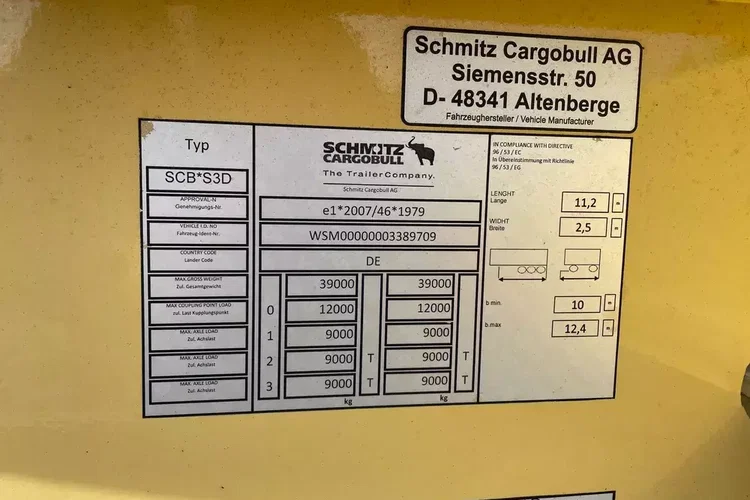 Schmitz Cargobull AG
Siemensstr. 50
D- 48341 Altenberge
Fahrzeughersteller / Vehicle Manufacturer
Typ
SCB*S3D
SCHMITZ
CARGOBULL
The TrailerCompany.
Schmitz Cargobull AG
APPROVAL-N
Genehmigungs-Nr.
e1*2007/46*1979
VEHICLE I.D. NO
Fahrzeug-Ident-Nr.
WSM00000003389709
COUNTRY CODE
Länder Code
DE
MAX.GROSS WEIGHT
Zul. Gesamtgewicht
39000 39000
MAX COUPLING POINT LOAD
zul. Last Kupplungspunkt
0 12000 12000
MAX. AXLE LOAD
Zul. Achslast
1 9000 9000
MAX. AXLE LOAD
Zul. Achslast
2 9000 T 9000 T
MAX. AXLE LOAD
Zul. Achslast
3 9000 T 9000 T
kg kg
IN COMPLIANCE WITH DIRECTIVE
96 / 53 / EC
In Übereinstimmung mit Richtlinie
96 / 53 / EG
LENGHT
Länge
11,2 m
WIDHT
Breite
2,5 m
b min. 10 m
b.max 12,4 m